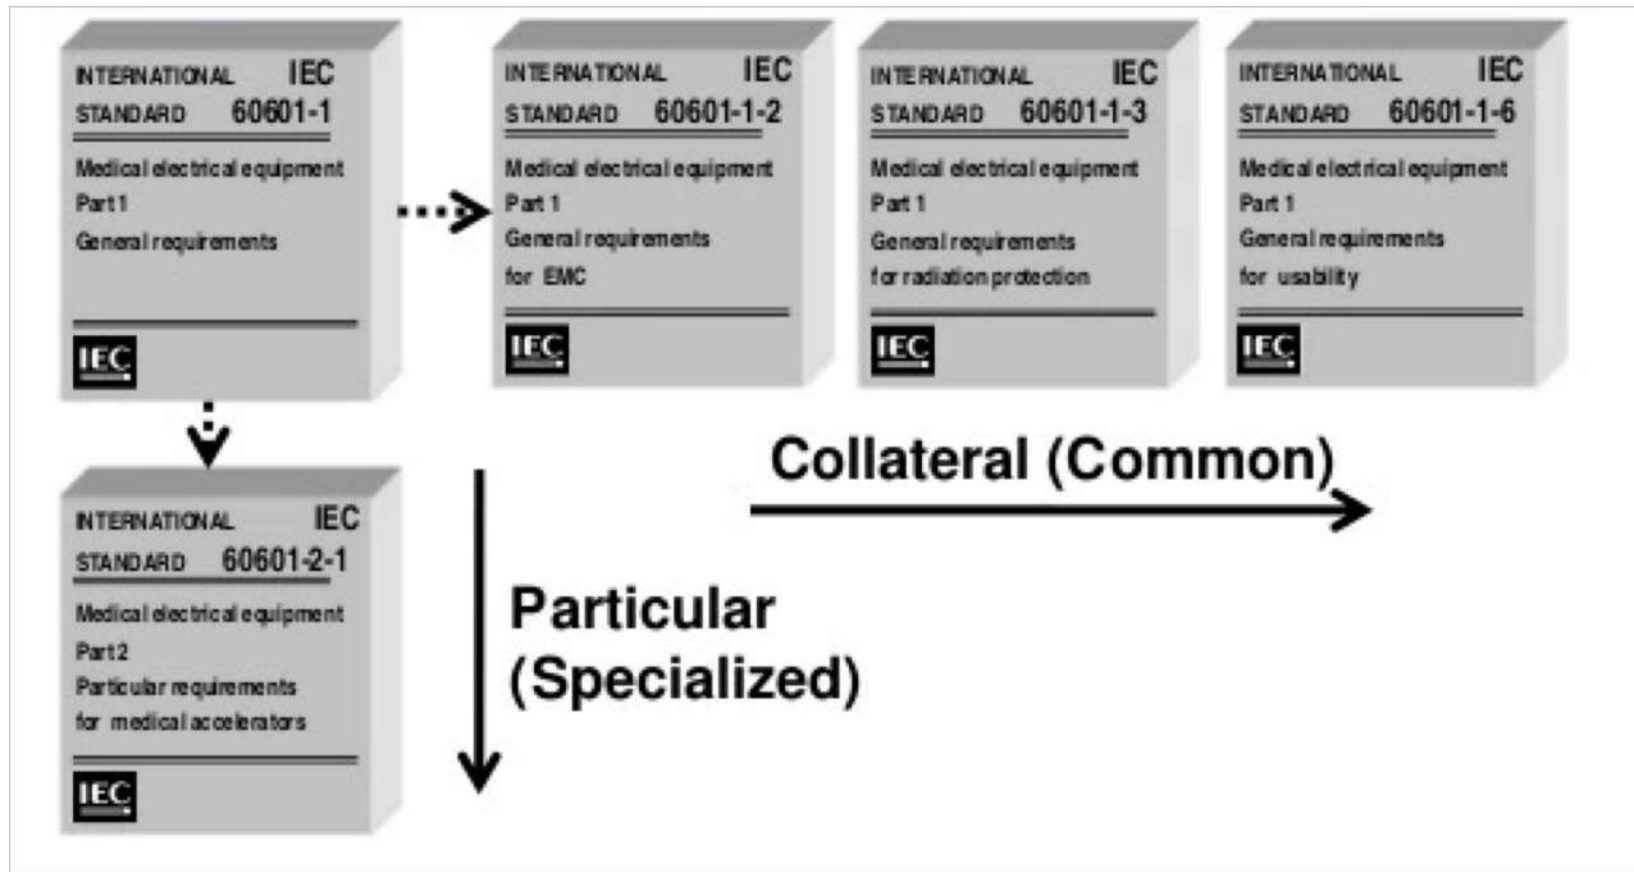 INTERNATIONAL IEC
STANDARD 60601-1
Medical electrical equipment
Part 1
General requirements
IEC
INTERNATIONAL IEC
STANDARD 60601-1-2
Medical electrical equipment
Part 1
General requirements
for EMC
IEC
INTERNATIONAL IEC
STANDARD 60601-1-3
Medical electrical equipment
Part 1
General requirements
for radiation protection
IEC
INTERNATIONAL IEC
STANDARD 60601-1-6
Medical electrical equipment
Part 1
General requirements
for usability
IEC
Collateral (Common)
INTERNATIONAL IEC
STANDARD 60601-2-1
Medical electrical equipment
Part 2
Particular requirements
for medical accelerators
IEC
Particular
(Specialized)